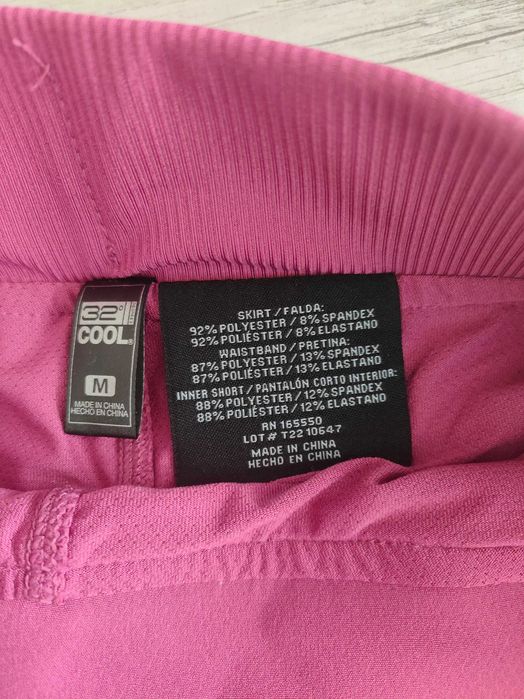 32°
COOL®
M
MADE IN CHINA
HECHO EN CHINA
SKIRT / FALDA:
92% POLYESTER / 8% SPANDEX
92% POLIÉSTER / 8% ELASTANO
WAISTBAND / PRETINA:
87% POLYESTER / 13% SPANDEX
87% POLIÉSTER / 13% ELASTANO
INNER SHORT / PANTALÓN CORTO INTERIOR:
88% POLYESTER / 12% SPANDEX
88% POLIÉSTER / 12% ELASTANO
RN 165550
LOT# T2210647
MADE IN CHINA
HECHO EN CHINA